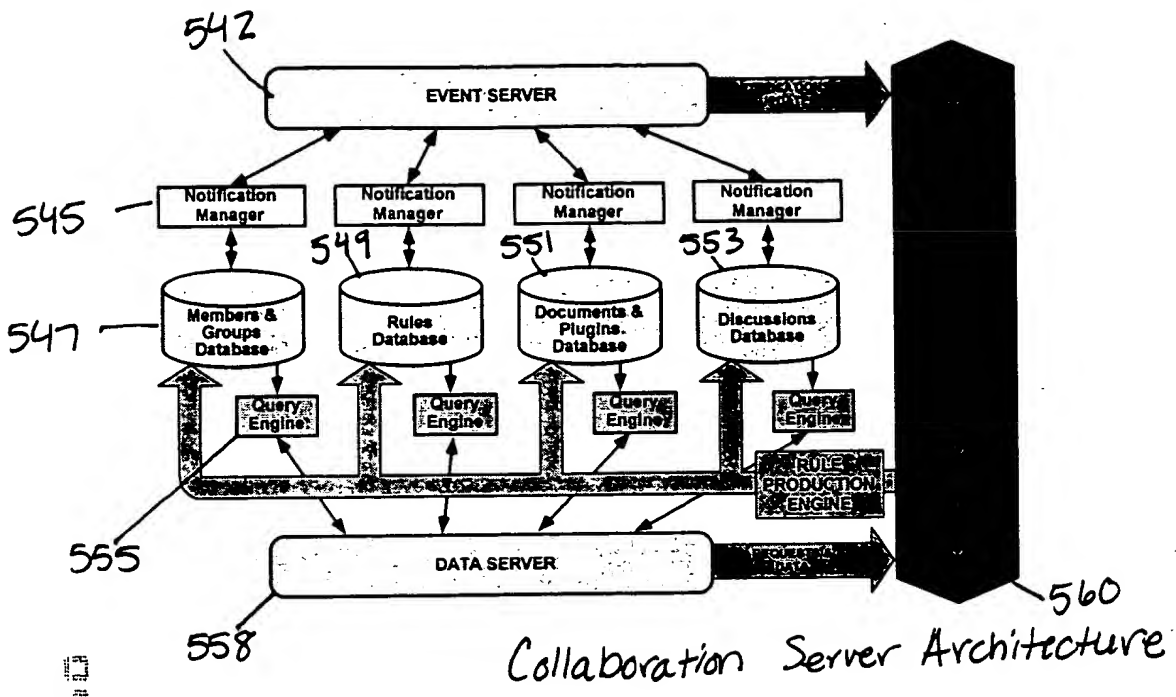 542
EVENT SERVER
Notification
Manager
Notification
Manager
Notification
Manager
Notification
Manager
545
549
551
553
547
Members &
Groups
Database
Rules
Database
Documents &
Plugins
Database
Discussions
Database
Query
Engine
Query
Engine
Query
Engine
Query
Engine
RULES
PRODUCTION
ENGINE
555
DATA SERVER
DATA
558
560
Collaboration Server Architecture